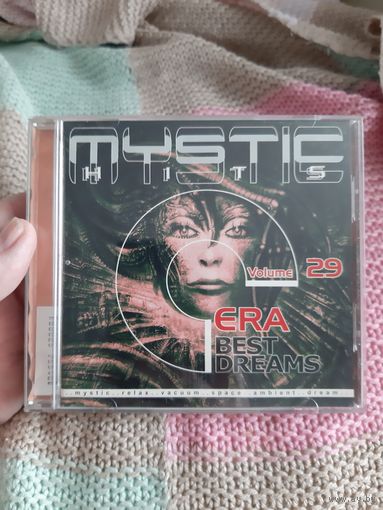 MYSTIC
HITS
Volume 29
ERA
BEST
DREAMS
..mystic..relax..vacuum..space..ambient..dream